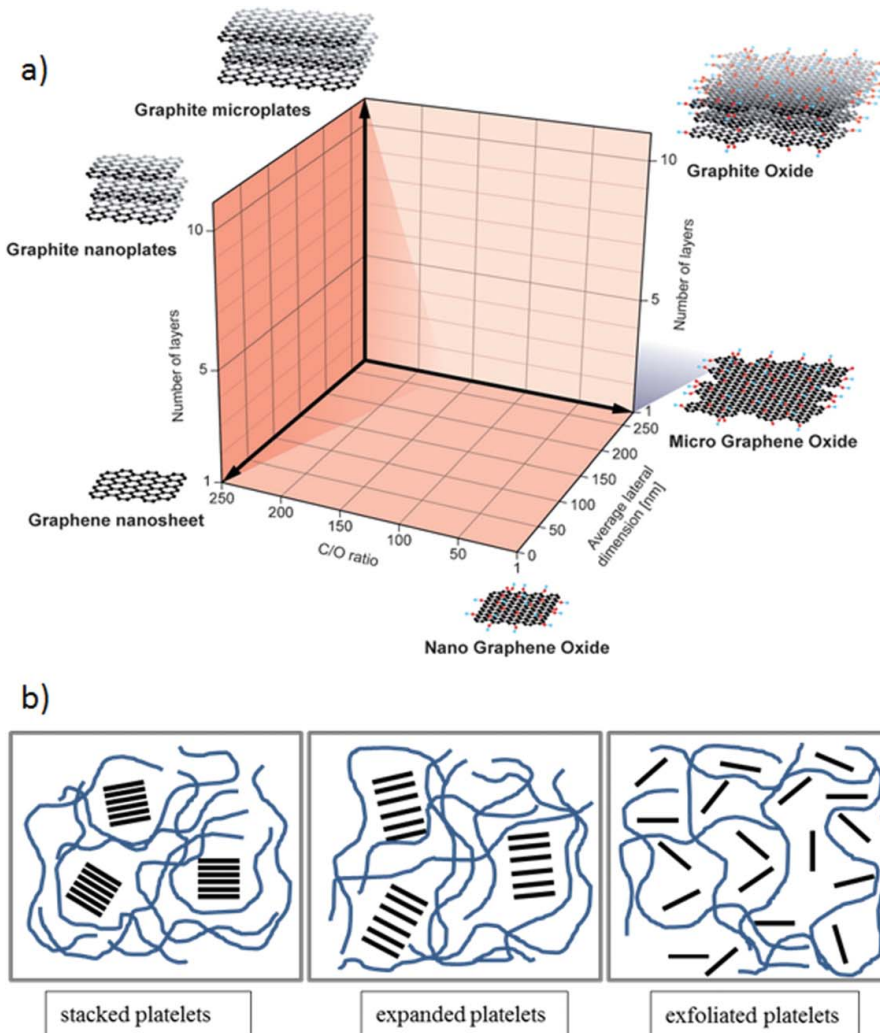 a)
Graphite microplates
Graphite Oxide
Graphite nanoplates
10
10
Number of layers
Number of layers
5
5
Micro Graphene Oxide
1
1
250
200
150
100
50
0
Average lateral
dimension [nm]
Graphene nanosheet
250
200
150
100
50
1
C/O ratio
Nano Graphene Oxide
b)
stacked platelets
expanded platelets
exfoliated platelets